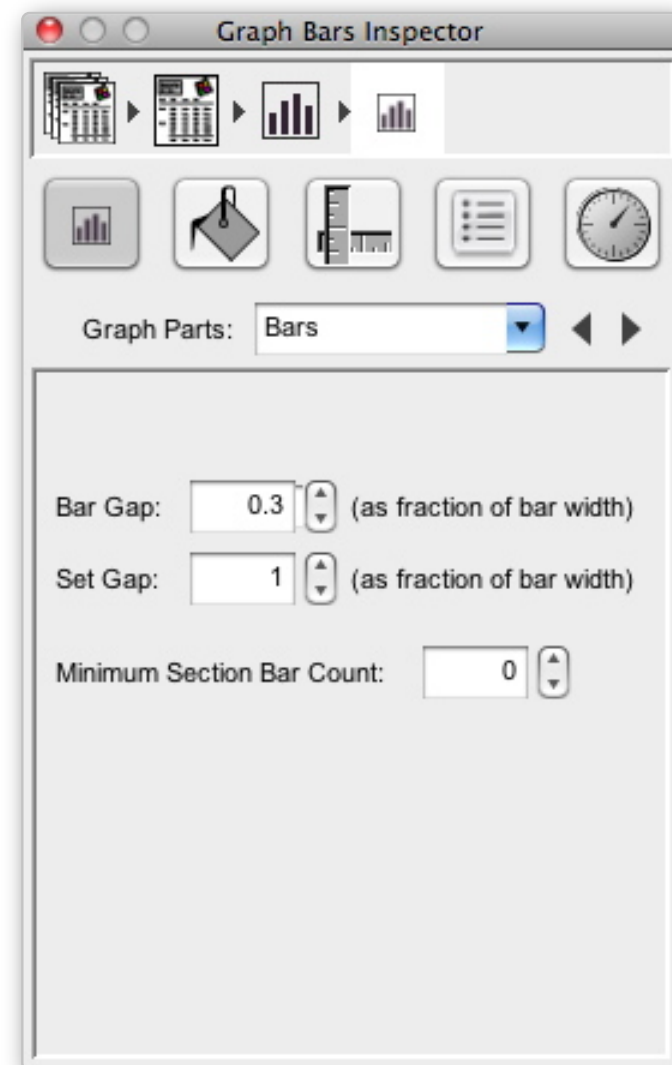 Graph Bars Inspector
Graph Parts: Bars
Bar Gap: 0.3 (as fraction of bar width)
Set Gap: 1 (as fraction of bar width)
Minimum Section Bar Count: 0